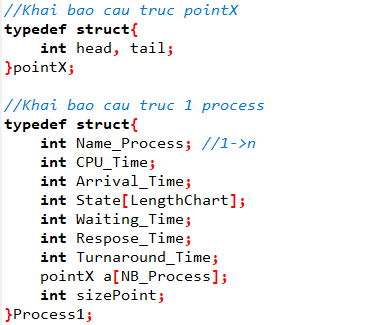 //Khai bao cau truc pointX
typedef struct{
    int head, tail;
}pointX;

//Khai bao cau truc 1 process
typedef struct{
    int Name_Process; //1->n
    int CPU_Time;
    int Arrival_Time;
    int State[LengthChart];
    int Waiting_Time;
    int Respose_Time;
    int Turnaround_Time;
    pointX a[NB_Process];
    int sizePoint;
}Process1;